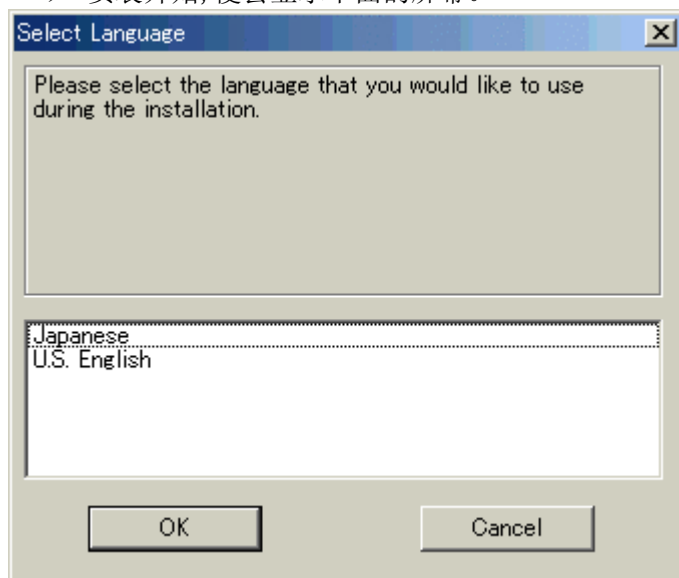 Select Language
Please select the language that you would like to use
during the installation.
Japanese
U.S. English
OK
Cancel